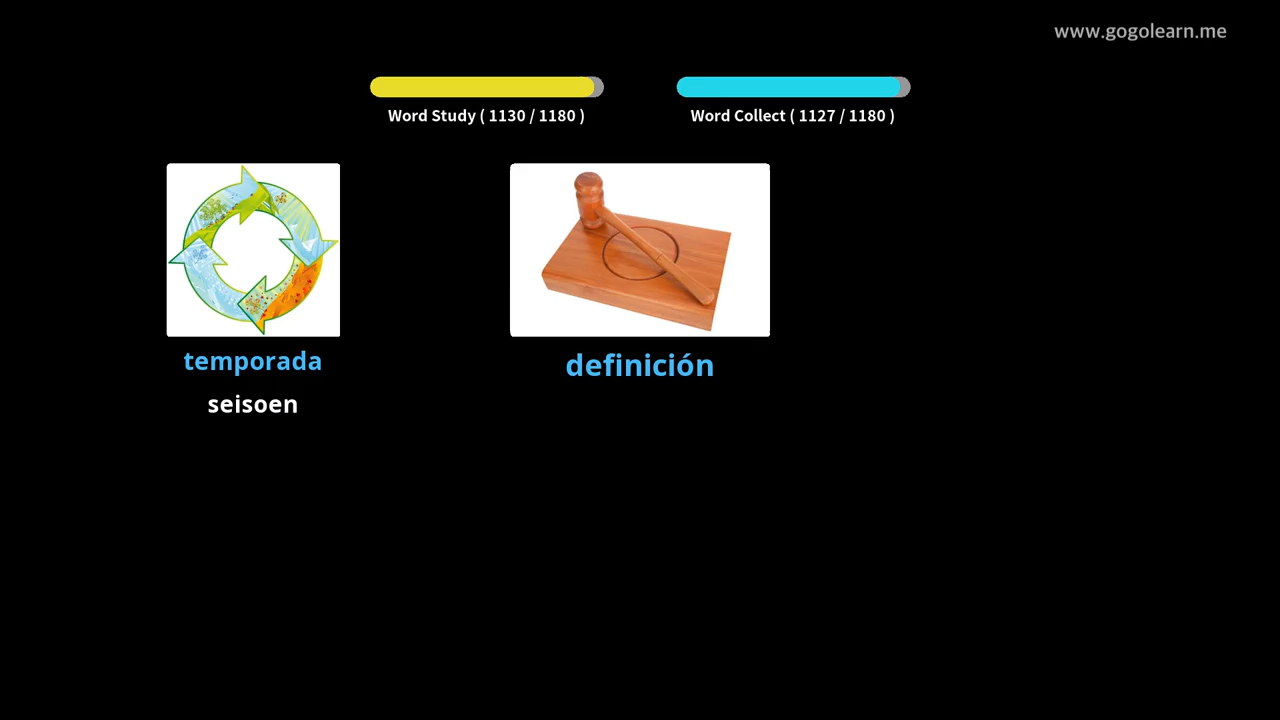 www.gogolearn.me
Word Study ( 1130 / 1180 )
Word Collect ( 1127 / 1180 )
temporada
definición
seisoen